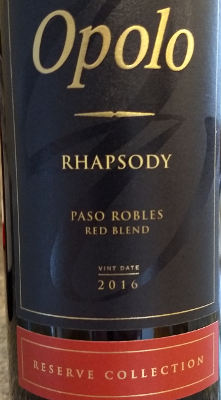 Opolo
RHAPSODY
PASO ROBLES
RED BLEND
VINT DATE
2016
RESERVE COLLECTION